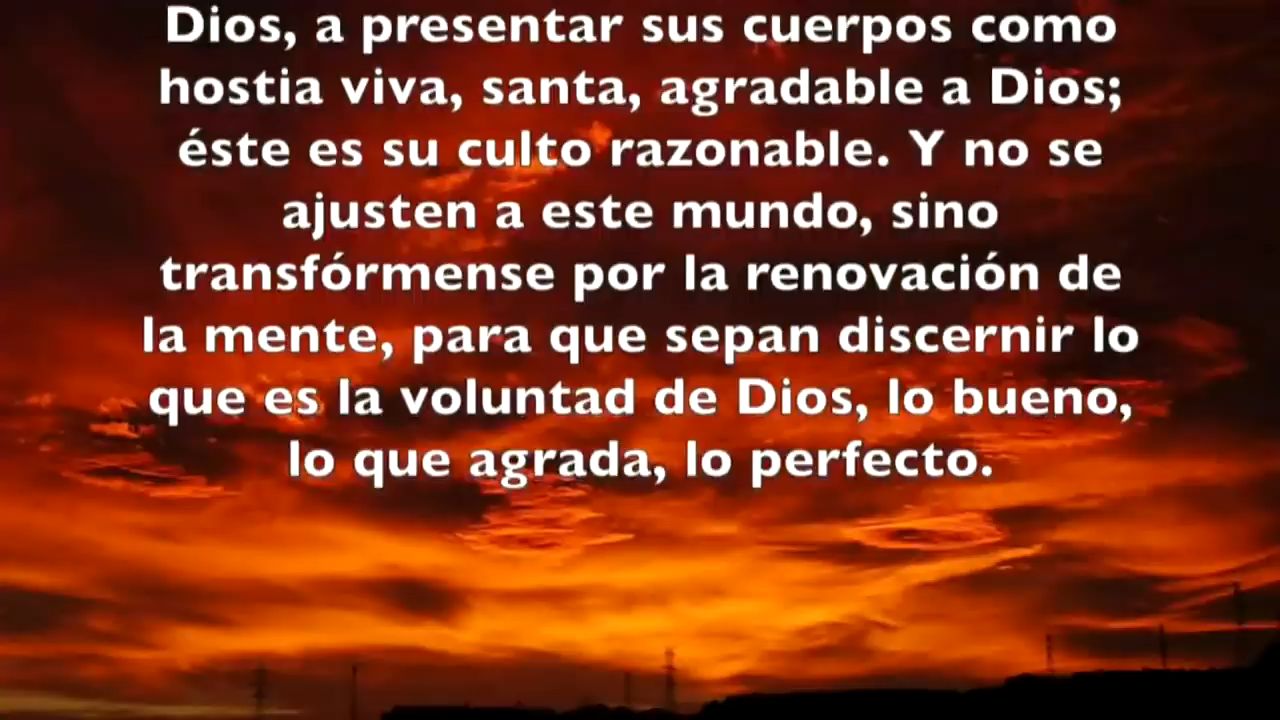 Dios, a presentar sus cuerpos como
hostia viva, santa, agradable a Dios;
éste es su culto razonable. Y no se
ajusten a este mundo, sino
transfórmense por la renovación de
la mente, para que sepan discernir lo
que es la voluntad de Dios, lo bueno,
lo que agrada, lo perfecto.